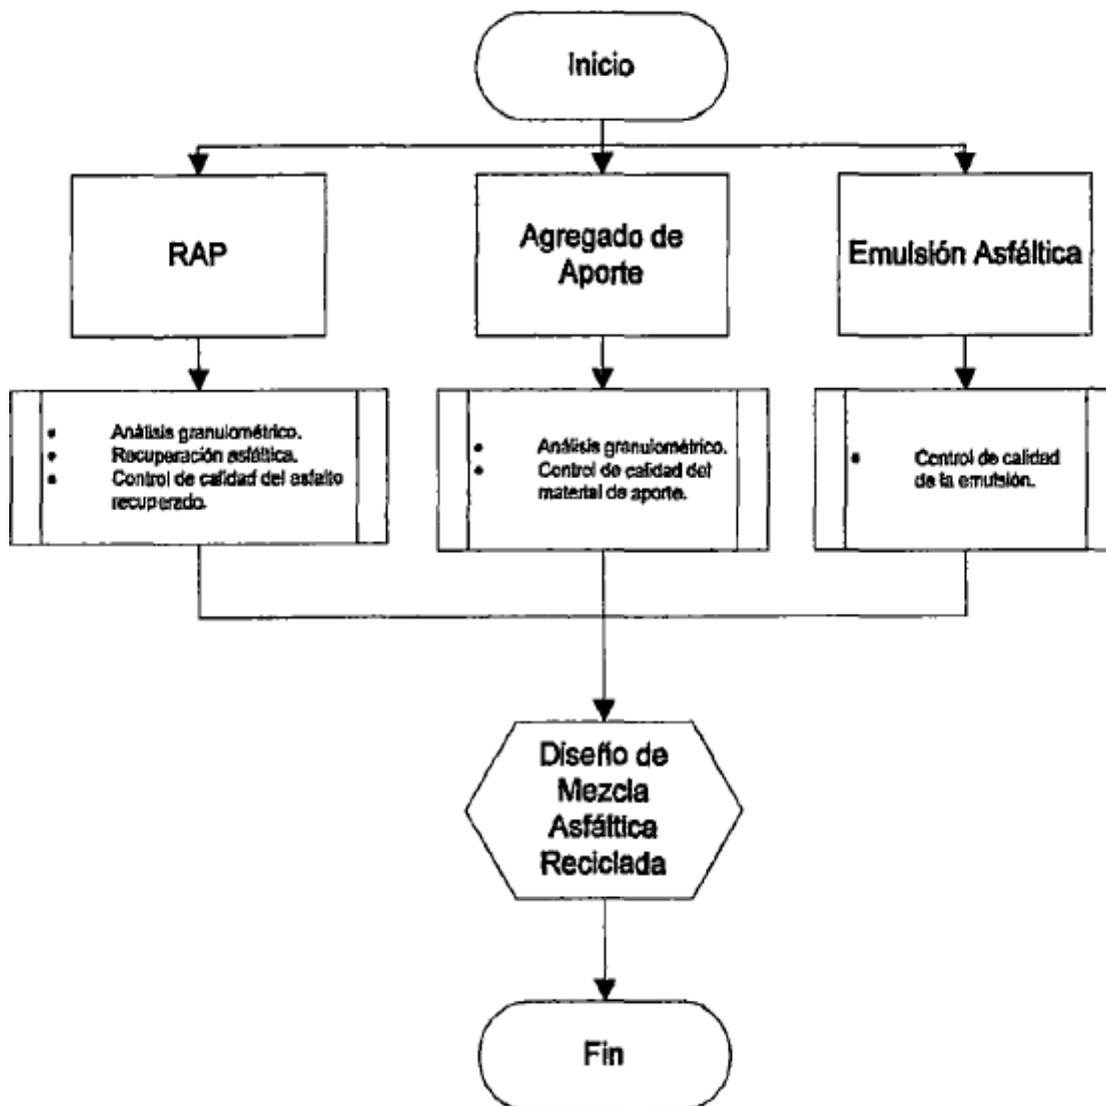 Inicio
RAP
Agregado de
Aporte
Emulsión Asfáltica
• Análisis granulométrico.
• Recuperación asfáltica.
• Control de calidad del asfalto
recuperado.
• Análisis granulométrico.
• Control de calidad del
material de aporte.
• Control de calidad
de la emulsión.
Diseño de
Mezcla
Asfáltica
Reciclada
Fin